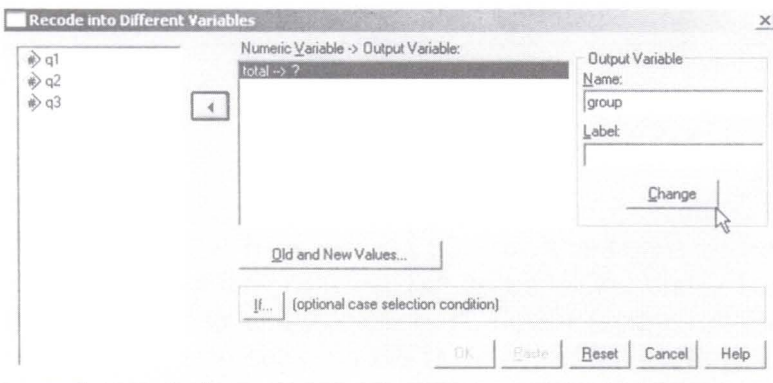 Recode into Different Variables
q1
q2
q3
Numeric Variable -> Output Variable:
total --> ?
Output Variable
Name:
group
Label:
Change
Old and New Values...
If... (optional case selection condition)
OK Paste Reset Cancel Help